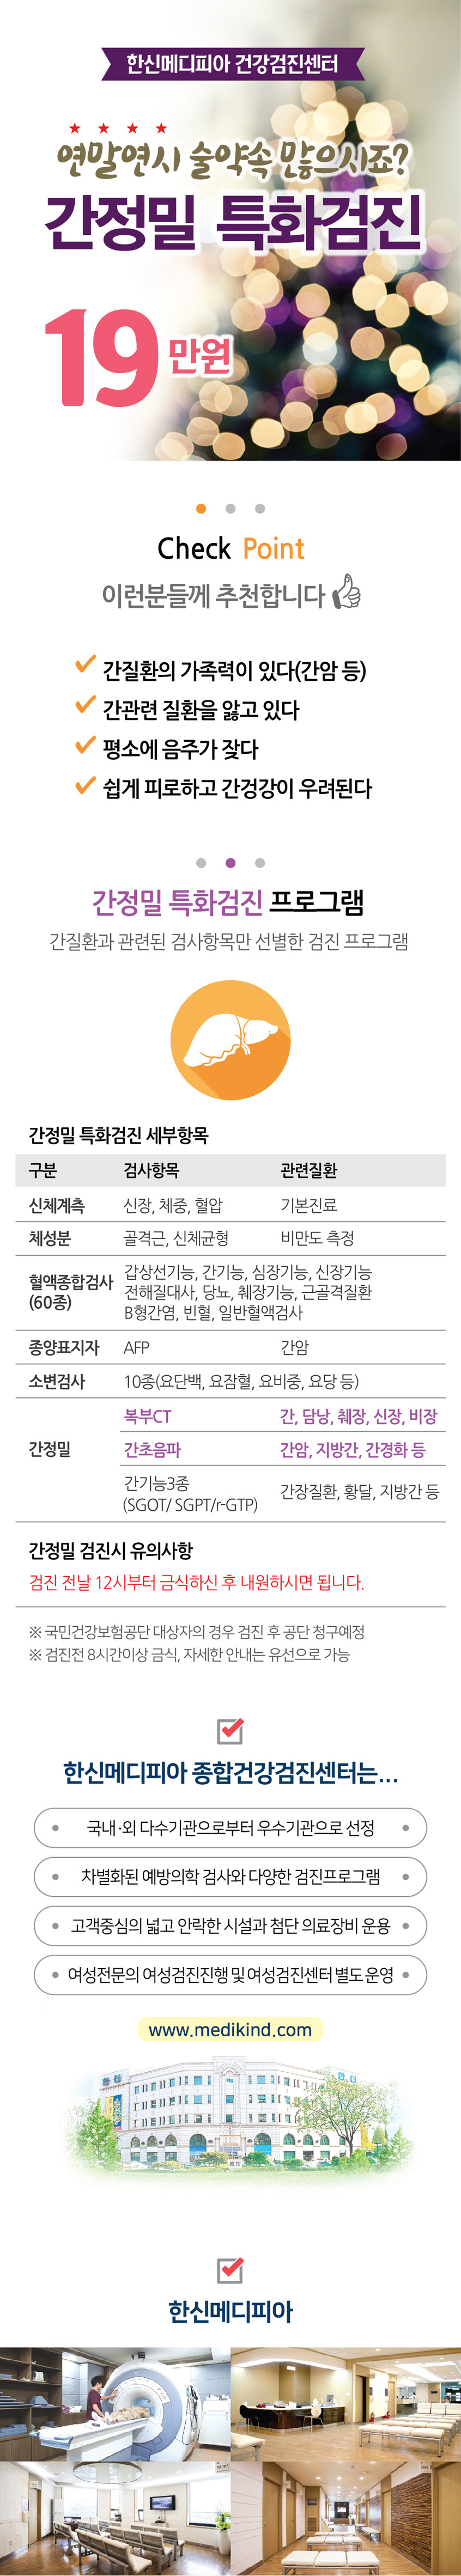 한신메디피아 건강검진센터
연말연시 술약속 많으시죠?
간정밀 특화검진
19만원
Check Point
이런분들께 추천합니다
간질환의 가족력이 있다(간암 등)
간관련 질환을 앓고 있다
평소에 음주가 잦다
쉽게 피로하고 간겅강이 우려된다
간정밀 특화검진 프로그램
간질환과 관련된 검사항목만 선별한 검진 프로그램
간정밀 특화검진 세부항목
구분 검사항목 관련질환
신체계측 신장, 체중, 혈압 기본진료
체성분 골격근, 신체균형 비만도 측정
혈액종합검사
(60종)
갑상선기능, 간기능, 심장기능, 신장기능
전해질대사, 당뇨, 췌장기능, 근골격질환
B형간염, 빈혈, 일반혈액검사
종양표지자 AFP 간암
소변검사 10종(요단백, 요잠혈, 요비중, 요당 등)
간정밀
복부CT 간, 담낭, 췌장, 신장, 비장
간초음파 간암, 지방간, 간경화 등
간기능3종
(SGOT/ SGPT/r-GTP)
간장질환, 황달, 지방간 등
간정밀 검진시 유의사항
검진 전날 12시부터 금식하신 후 내원하시면 됩니다.
※ 국민건강보험공단 대상자의 경우 검진 후 공단 청구예정
※ 검진전 8시간이상 금식, 자세한 안내는 유선으로 가능
한신메디피아 종합건강검진센터는...
국내·외 다수기관으로부터 우수기관으로 선정
차별화된 예방의학 검사와 다양한 검진프로그램
고객중심의 넓고 안락한 시설과 첨단 의료장비 운용
여성전문의 여성검진진행 및 여성검진센터 별도 운영
www.medikind.com
한신메디피아